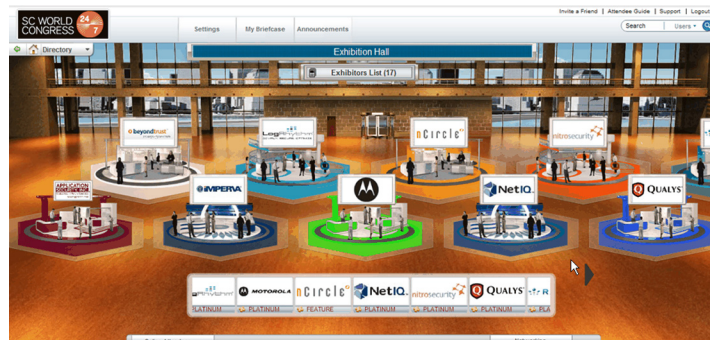 Invite a Friend | Attendee Guide | Support | Logout
SC WORLD CONGRESS 24 7
Settings My Briefcase Announcements
Search Users
Directory
Exhibition Hall
Exhibitors List (17)
beyondtrust
LogRhythm
nCircle
nitrosecurity
APPLICATION SECURITY, INC.
IMPERVA
NetIQ.
QUALYS
MOTOROLA nCircle NetIQ. nitrosecurity QUALYS R
PLATINUM PLATINUM FEATURE PLATINUM PLATINUM PLATINUM PLA